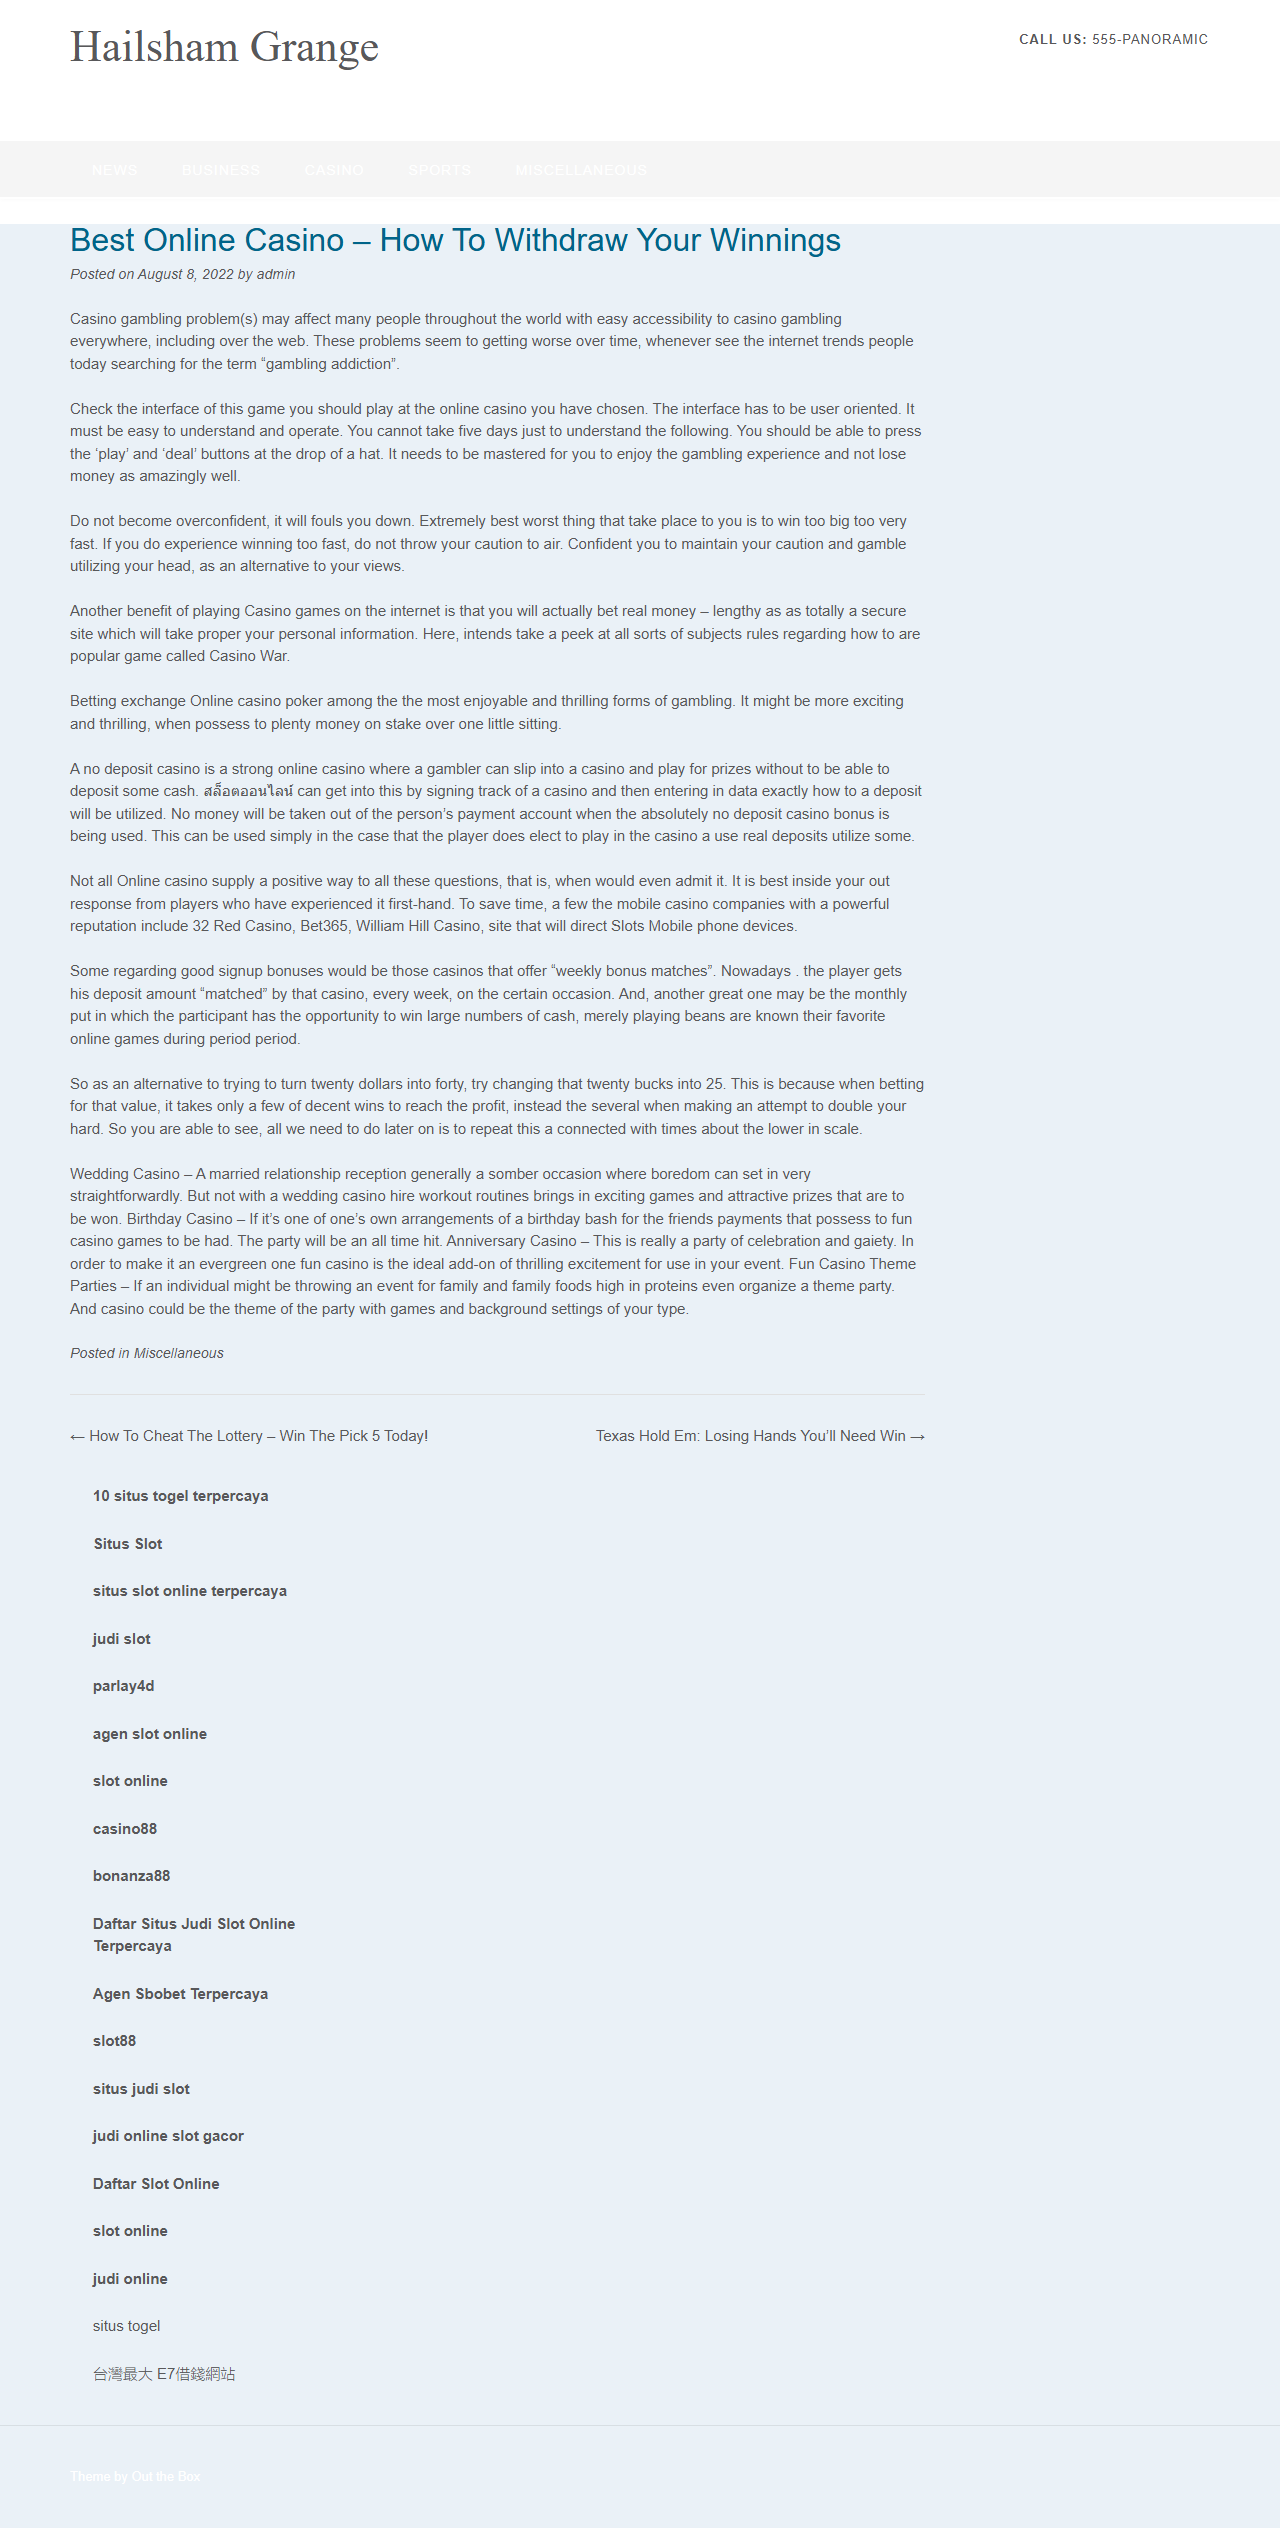 Hailsham Grange
CALL US: 555-PANORAMIC
NEWS BUSINESS CASINO SPORTS MISCELLANEOUS
Best Online Casino – How To Withdraw Your Winnings
Posted on August 8, 2022 by admin
Casino gambling problem(s) may affect many people throughout the world with easy accessibility to casino gambling
everywhere, including over the web. These problems seem to getting worse over time, whenever see the internet trends people
today searching for the term “gambling addiction”.
Check the interface of this game you should play at the online casino you have chosen. The interface has to be user oriented. It
must be easy to understand and operate. You cannot take five days just to understand the following. You should be able to press
the ‘play’ and ‘deal’ buttons at the drop of a hat. It needs to be mastered for you to enjoy the gambling experience and not lose
money as amazingly well.
Do not become overconfident, it will fouls you down. Extremely best worst thing that take place to you is to win too big too very
fast. If you do experience winning too fast, do not throw your caution to air. Confident you to maintain your caution and gamble
utilizing your head, as an alternative to your views.
Another benefit of playing Casino games on the internet is that you will actually bet real money – lengthy as as totally a secure
site which will take proper your personal information. Here, intends take a peek at all sorts of subjects rules regarding how to are
popular game called Casino War.
Betting exchange Online casino poker among the the most enjoyable and thrilling forms of gambling. It might be more exciting
and thrilling, when possess to plenty money on stake over one little sitting.
A no deposit casino is a strong online casino where a gambler can slip into a casino and play for prizes without to be able to
deposit some cash. สล็อตออนไลน์ can get into this by signing track of a casino and then entering in data exactly how to a deposit
will be utilized. No money will be taken out of the person’s payment account when the absolutely no deposit casino bonus is
being used. This can be used simply in the case that the player does elect to play in the casino a use real deposits utilize some.
Not all Online casino supply a positive way to all these questions, that is, when would even admit it. It is best inside your out
response from players who have experienced it first-hand. To save time, a few the mobile casino companies with a powerful
reputation include 32 Red Casino, Bet365, William Hill Casino, site that will direct Slots Mobile phone devices.
Some regarding good signup bonuses would be those casinos that offer “weekly bonus matches”. Nowadays . the player gets
his deposit amount “matched” by that casino, every week, on the certain occasion. And, another great one may be the monthly
put in which the participant has the opportunity to win large numbers of cash, merely playing beans are known their favorite
online games during period period.
So as an alternative to trying to turn twenty dollars into forty, try changing that twenty bucks into 25. This is because when betting
for that value, it takes only a few of decent wins to reach the profit, instead the several when making an attempt to double your
hard. So you are able to see, all we need to do later on is to repeat this a connected with times about the lower in scale.
Wedding Casino – A married relationship reception generally a somber occasion where boredom can set in very
straightforwardly. But not with a wedding casino hire workout routines brings in exciting games and attractive prizes that are to
be won. Birthday Casino – If it’s one of one’s own arrangements of a birthday bash for the friends payments that possess to fun
casino games to be had. The party will be an all time hit. Anniversary Casino – This is really a party of celebration and gaiety. In
order to make it an evergreen one fun casino is the ideal add-on of thrilling excitement for use in your event. Fun Casino Theme
Parties – If an individual might be throwing an event for family and family foods high in proteins even organize a theme party.
And casino could be the theme of the party with games and background settings of your type.
Posted in Miscellaneous
← How To Cheat The Lottery – Win The Pick 5 Today!
Texas Hold Em: Losing Hands You’ll Need Win →
10 situs togel terpercaya
Situs Slot
situs slot online terpercaya
judi slot
parlay4d
agen slot online
slot online
casino88
bonanza88
Daftar Situs Judi Slot Online
Terpercaya
Agen Sbobet Terpercaya
slot88
situs judi slot
judi online slot gacor
Daftar Slot Online
slot online
judi online
situs togel
台灣最大 E7借錢網站
Theme by Out the Box